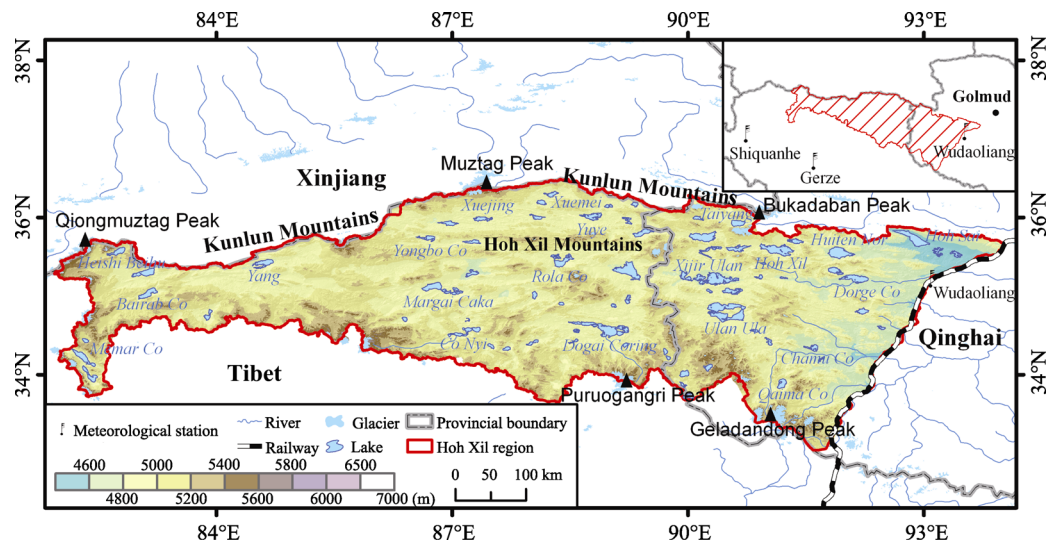 84°E 87°E 90°E 93°E
38°N
38°N
Golmud
Shiquanhe
Wudaoliang
Gerze
Muztag Peak
Xinjiang
Kunlun Mountains
Bukadaban Peak
36°N
36°N
Qiongmuztag Peak
Kunlun Mountains
Xuejing
Xuemei
Taiyang
Yuye
Huiten Nor
Hoh Sai
Heishi Beihu
Yang
Yongbo Co
Hoh Xil Mountains
Rola Co
Xijir Ulan
Hoh Xil
Dorge Co
Wudaoliang
Bairab Co
Margai Caka
Ulan Ula
Qinghai
Mamar Co
Co Nyi
Dogai Coring
Chamu Co
34°N
34°N
Tibet
Puruogangri Peak
Qaima Co
Geladandong Peak
Meteorological station
River
Glacier
Provincial boundary
Railway
Lake
Hoh Xil region
4600 5000 5400 5800 6500
4800 5200 5600 6000 7000 (m)
0 50 100 km
84°E 87°E 90°E 93°E